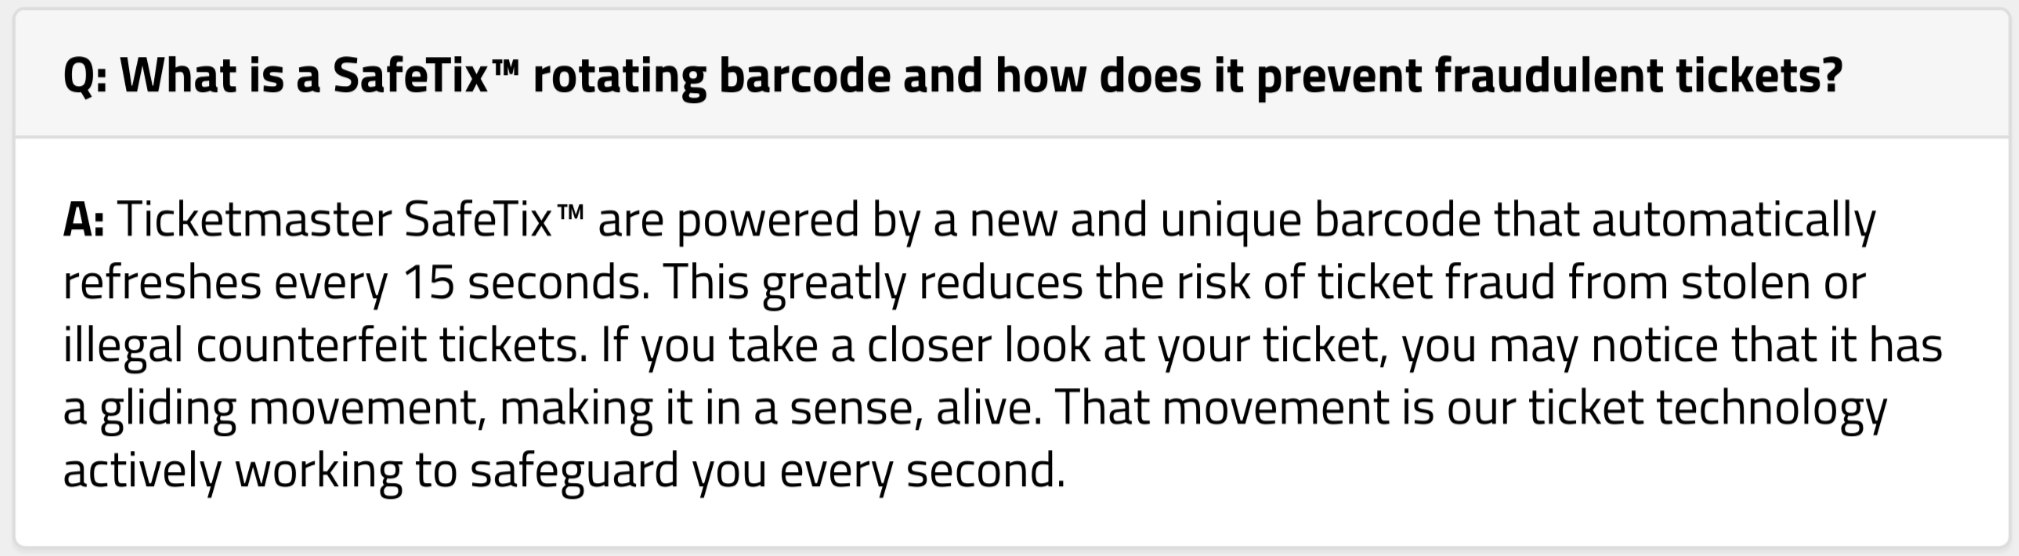 Q: What is a SafeTix™ rotating barcode and how does it prevent fraudulent tickets?
A: Ticketmaster SafeTix™ are powered by a new and unique barcode that automatically
refreshes every 15 seconds. This greatly reduces the risk of ticket fraud from stolen or
illegal counterfeit tickets. If you take a closer look at your ticket, you may notice that it has
a gliding movement, making it in a sense, alive. That movement is our ticket technology
actively working to safeguard you every second.